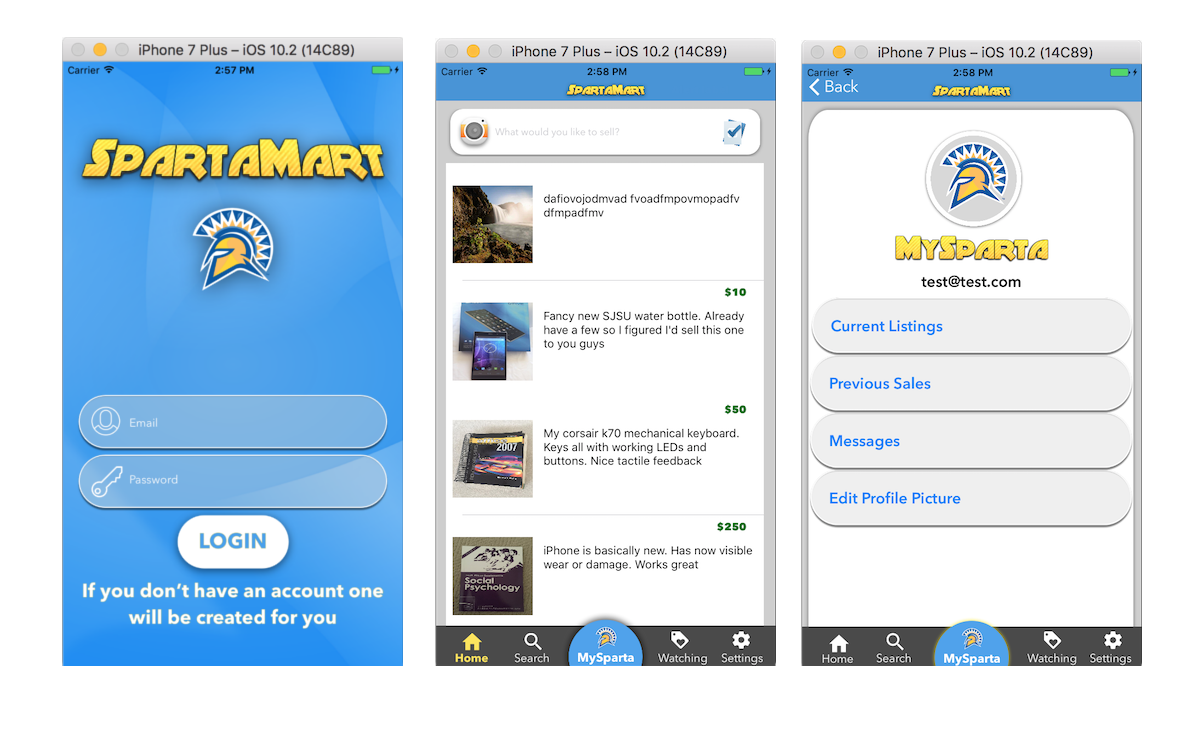 iPhone 7 Plus – iOS 10.2 (14C89)
Carrier
2:57 PM
SPARTAMART
Email
Password
LOGIN
If you don't have an account one
will be created for you
iPhone 7 Plus – iOS 10.2 (14C89)
Carrier
2:58 PM
SPARTAMART
What would you like to sell?
dafiovojodmvad fvoadfmpovmopadfv
dfmpadfmv
$10
Fancy new SJSU water bottle. Already
have a few so I figured I'd sell this one
to you guys
$50
2007
My corsair k70 mechanical keyboard.
Keys all with working LEDs and
buttons. Nice tactile feedback
$250
Social
Psychology
iPhone is basically new. Has now visible
wear or damage. Works great
Home
Search
MySparta
Watching
Settings
iPhone 7 Plus – iOS 10.2 (14C89)
Carrier
2:58 PM
Back
SPARTAMART
MYSPARTA
test@test.com
Current Listings
Previous Sales
Messages
Edit Profile Picture
Home
Search
MySparta
Watching
Settings